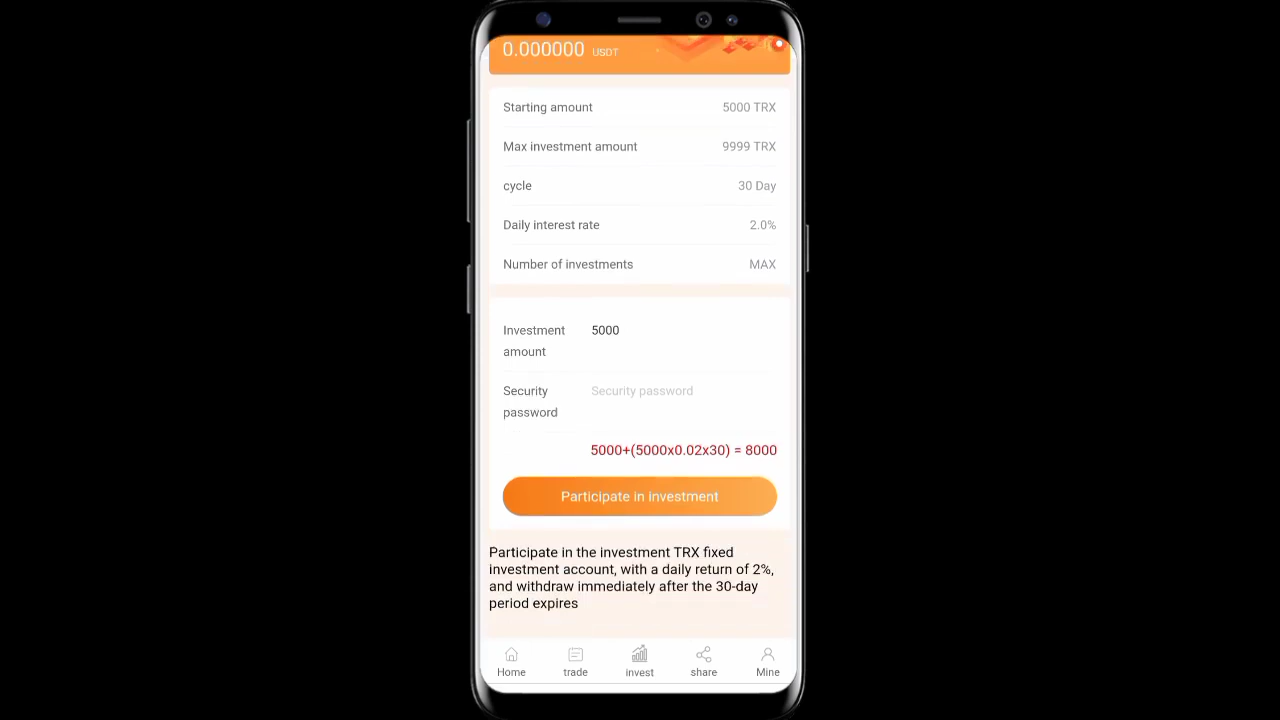 0.000000 USDT
Starting amount 5000 TRX
Max investment amount 9999 TRX
cycle 30 Day
Daily interest rate 2.0%
Number of investments MAX
Investment amount 5000
Security password Security password
5000+(5000x0.02x30) = 8000
Participate in investment
Participate in the investment TRX fixed
investment account, with a daily return of 2%,
and withdraw immediately after the 30-day
period expires
Home trade invest share Mine